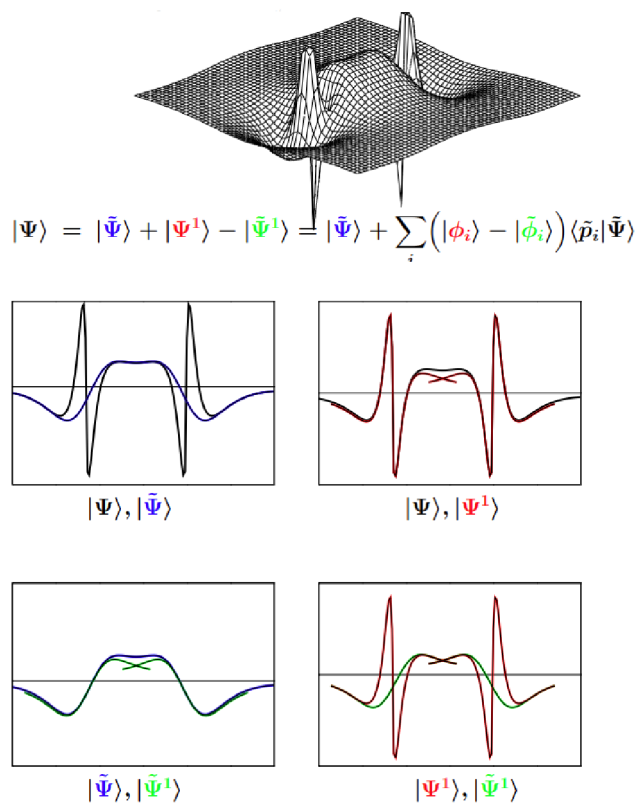 |Ψ⟩ = |Ψ̃⟩ + |Ψ¹⟩ − |Ψ̃¹⟩ = |Ψ̃⟩ + ∑ᵢ(|ϕᵢ⟩ − |ϕ̃ᵢ⟩)⟨p̃ᵢ|Ψ̃⟩
|Ψ⟩, |Ψ̃⟩ |Ψ⟩, |Ψ¹⟩
|Ψ̃⟩, |Ψ̃¹⟩ |Ψ¹⟩, |Ψ̃¹⟩